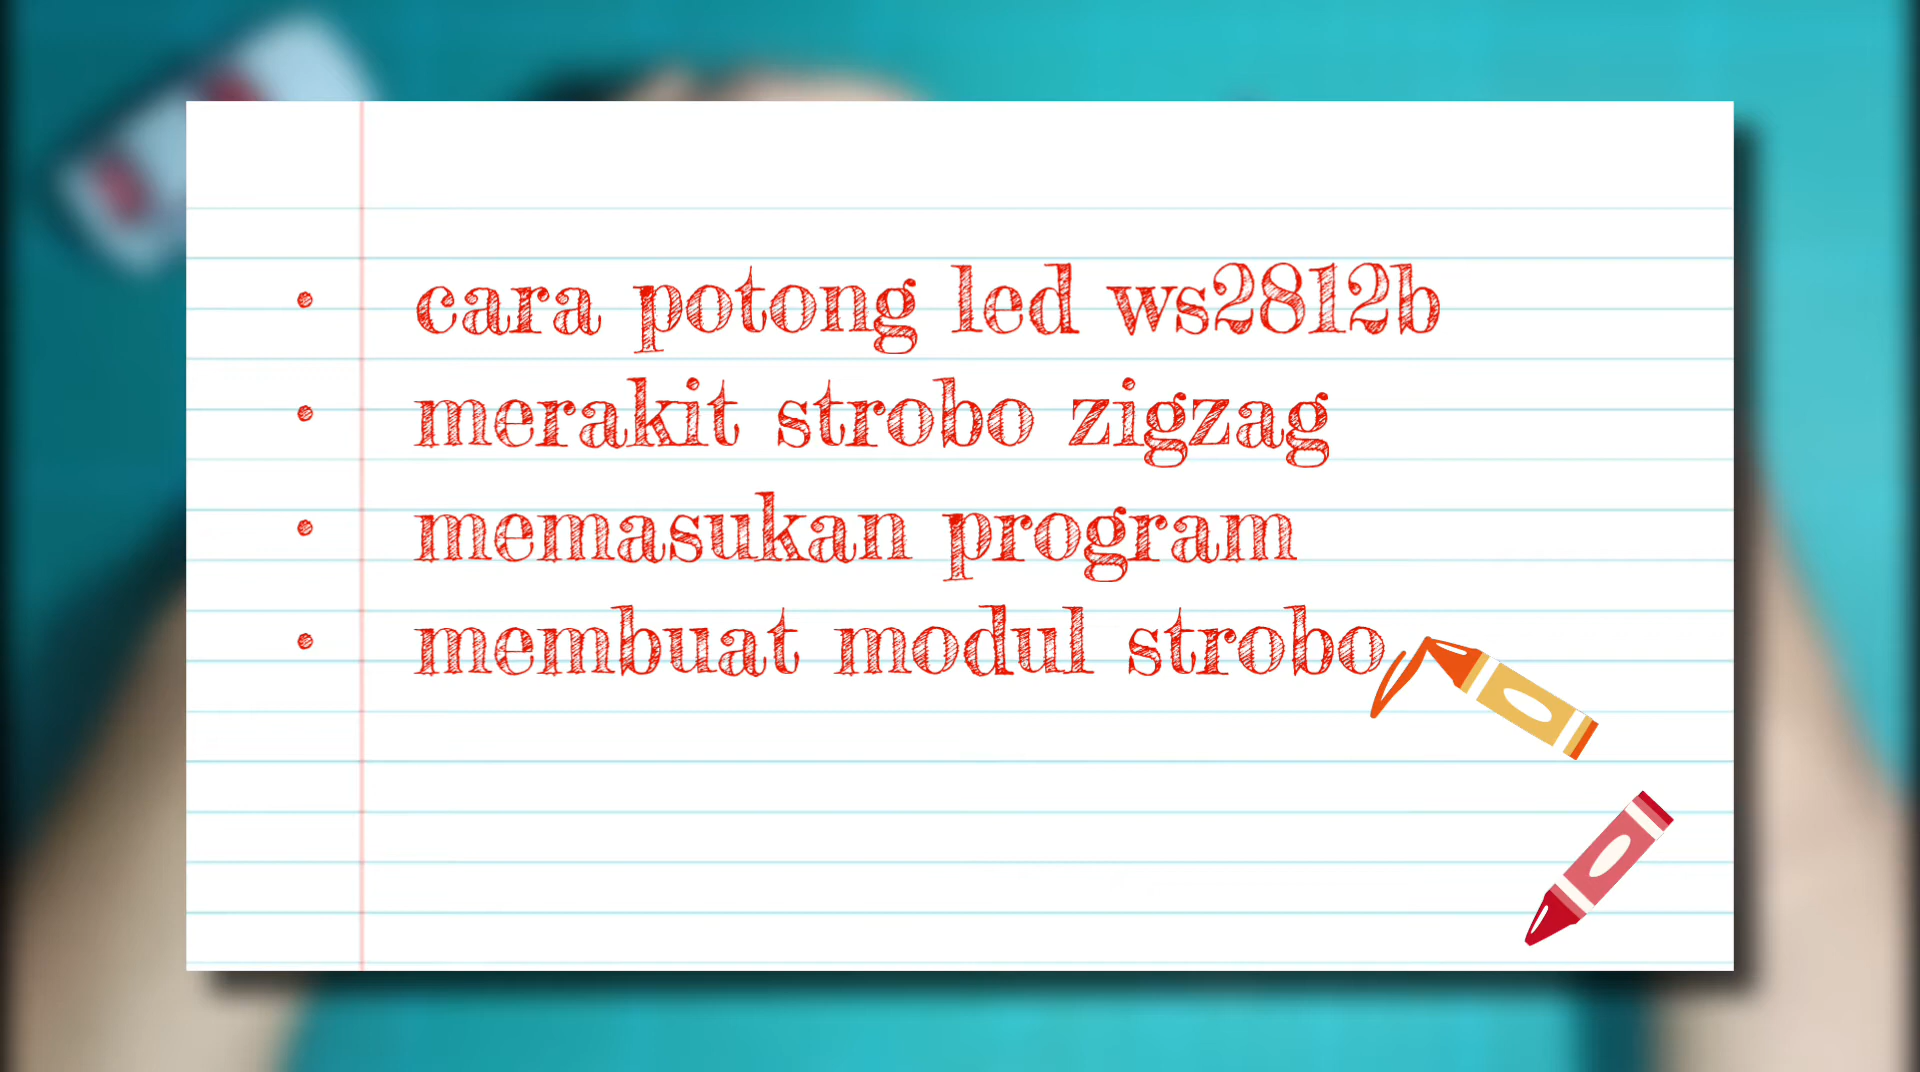 • cara potong led ws2812b
• merakit strobo zigzag
• memasukan program
• membuat modul strobo